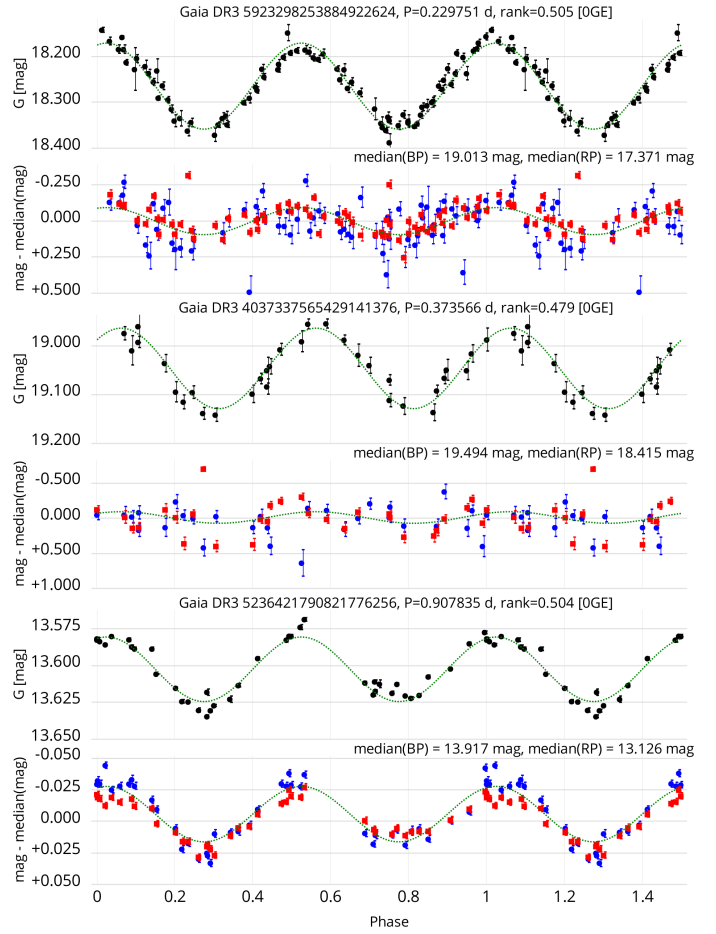 Gaia DR3 5923298253884922624, P=0.229751 d, rank=0.505 [0GE]
G [mag]
18.200
18.300
18.400
median(BP) = 19.013 mag, median(RP) = 17.371 mag
mag - median(mag)
-0.250
0.000
+0.250
+0.500
Gaia DR3 4037337565429141376, P=0.373566 d, rank=0.479 [0GE]
G [mag]
19.000
19.100
19.200
median(BP) = 19.494 mag, median(RP) = 18.415 mag
mag - median(mag)
-0.500
0.000
+0.500
+1.000
Gaia DR3 5236421790821776256, P=0.907835 d, rank=0.504 [0GE]
G [mag]
13.575
13.600
13.625
13.650
median(BP) = 13.917 mag, median(RP) = 13.126 mag
mag - median(mag)
-0.050
-0.025
0.000
+0.025
+0.050
0 0.2 0.4 0.6 0.8 1 1.2 1.4
Phase